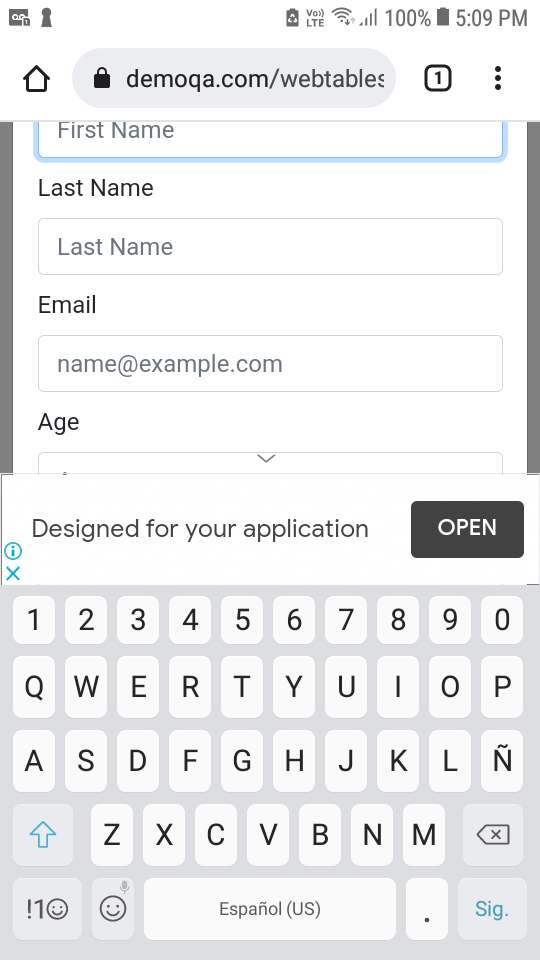 Vo))
LTE
100%
5:09 PM
demoqa.com/webtables
1
First Name
Last Name
Last Name
Email
name@example.com
Age
Designed for your application
OPEN
1 2 3 4 5 6 7 8 9 0
Q W E R T Y U I O P
A S D F G H J K L Ñ
Z X C V B N M
!1☺
Español (US)
.
Sig.